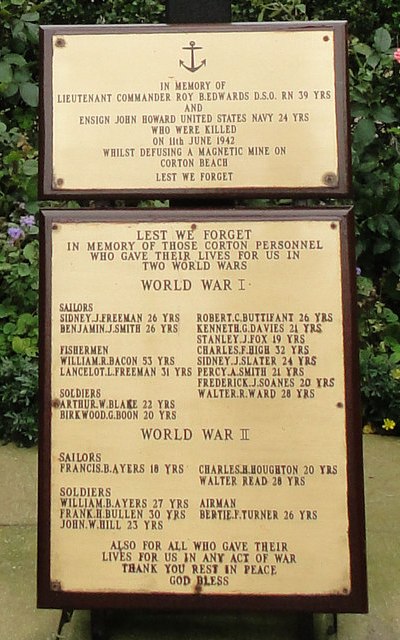 IN MEMORY OF
LIEUTENANT COMMANDER ROY B.EDWARDS D.S.O. RN 39 YRS
AND
ENSIGN JOHN HOWARD UNITED STATES NAVY 24 YRS
WHO WERE KILLED
ON 11th JUNE 1942
WHILST DEFUSING A MAGNETIC MINE ON
CORTON BEACH
LEST WE FORGET
LEST WE FORGET
IN MEMORY OF THOSE CORTON PERSONNEL
WHO GAVE THEIR LIVES FOR US IN
TWO WORLD WARS
WORLD WAR I
SAILORS
SIDNEY.J.FREEMAN 26 YRS
BENJAMIN.J.SMITH 26 YRS
FISHERMEN
WILLIAM.R.BACON 53 YRS
LANCELOT.L.FREEMAN 31 YRS
SOLDIERS
ARTHUR.W.BLAKE 22 YRS
BIRKWOOD.G.BOON 20 YRS
ROBERT.C.BUTTIFANT 26 YRS
KENNETH.G.DAVIES 21 YRS
STANLEY.J.FOX 19 YRS
CHARLES.F.HIGH 32 YRS
SIDNEY.J.SLATER 24 YRS
PERCY.A.SMITH 21 YRS
FREDERICK.J.SOANES 20 YRS
WALTER.R.WARD 28 YRS
WORLD WAR II
SAILORS
FRANCIS.B.AYERS 18 YRS
CHARLES.H.HOUGHTON 20 YRS
WALTER READ 28 YRS
SOLDIERS
WILLIAM.B.AYERS 27 YRS
FRANK.H.BULLEN 30 YRS
JOHN.W.HILL 23 YRS
AIRMAN
BERTIE.F.TURNER 26 YRS
ALSO FOR ALL WHO GAVE THEIR
LIVES FOR US IN ANY ACT OF WAR
THANK YOU REST IN PEACE
GOD BLESS